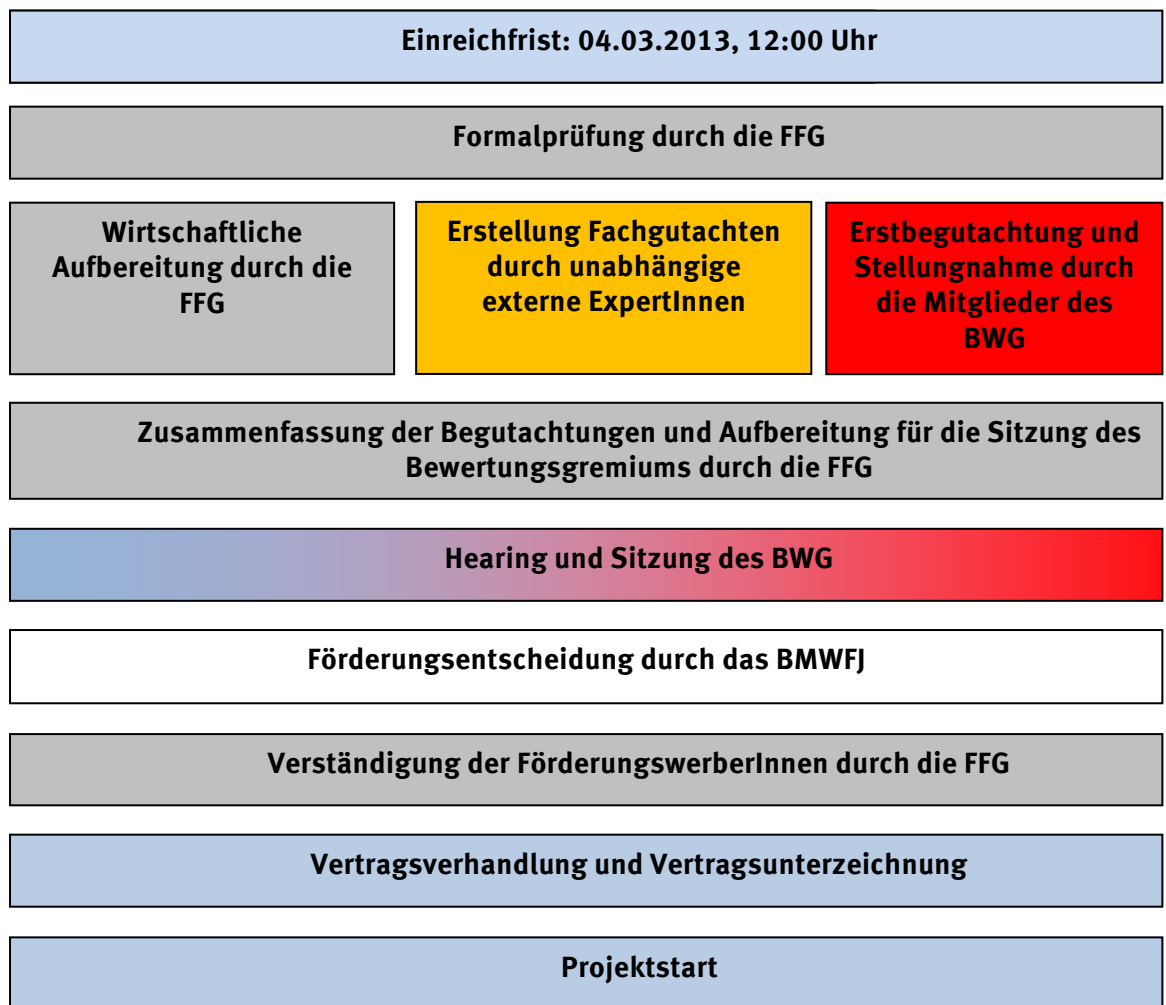 Einreichfrist: 04.03.2013, 12:00 Uhr
Formalprüfung durch die FFG
Wirtschaftliche
Aufbereitung durch die
FFG
Erstellung Fachgutachten
durch unabhängige
externe ExpertInnen
Erstbegutachtung und
Stellungnahme durch
die Mitglieder des
BWG
Zusammenfassung der Begutachtungen und Aufbereitung für die Sitzung des
Bewertungsgremiums durch die FFG
Hearing und Sitzung des BWG
Förderungsentscheidung durch das BMWFJ
Verständigung der FörderungswerberInnen durch die FFG
Vertragsverhandlung und Vertragsunterzeichnung
Projektstart